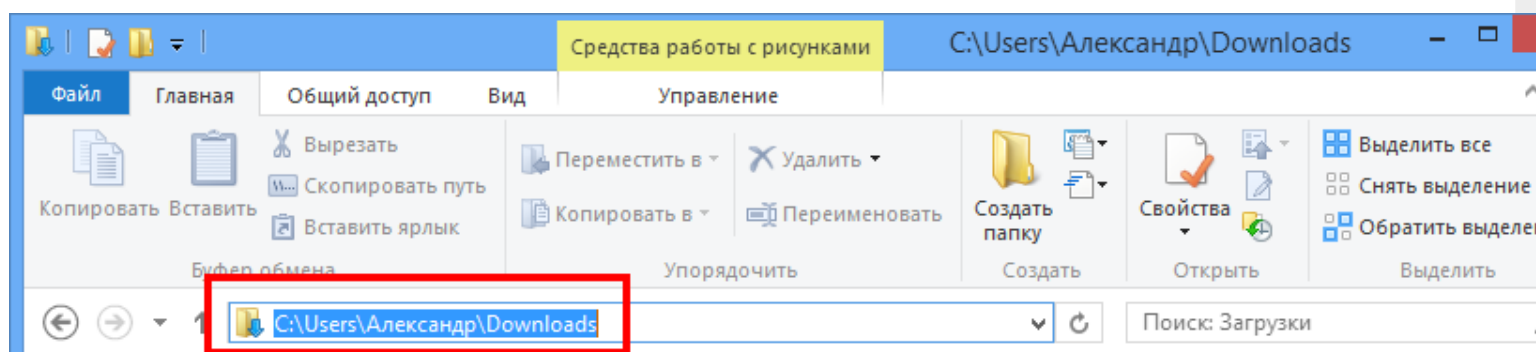 Средства работы с рисунками
C:\Users\Александр\Downloads
Файл
Главная
Общий доступ
Вид
Управление
Копировать
Вставить
Вырезать
Скопировать путь
Вставить ярлык
Буфер обмена
Переместить в
Копировать в
Удалить
Переименовать
Упорядочить
Создать
папку
Создать
Свойства
Открыть
Выделить все
Снять выделение
Обратить
Выделить
C:\Users\Александр\Downloads
Поиск: Загрузки